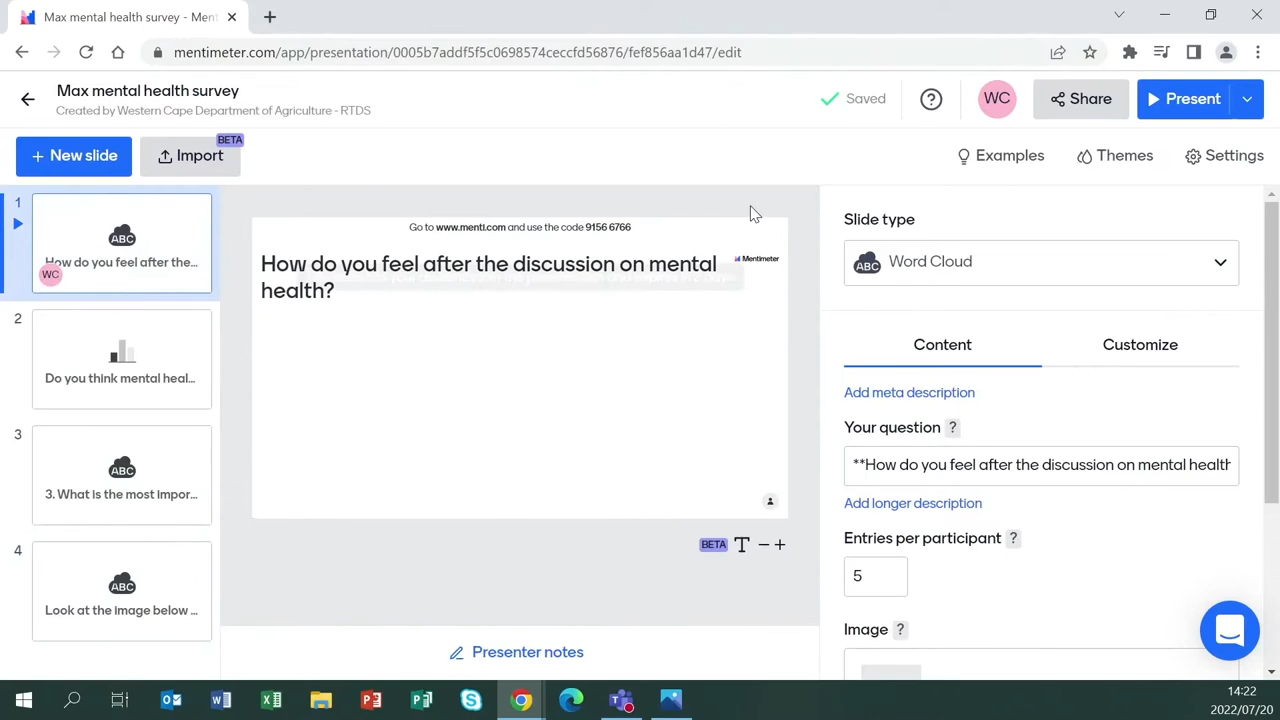 Max mental health survey - Ment
mentimeter.com/app/presentation/0005b7addf5f5c0698574ceccfd56876/fef856aa1d47/edit
Max mental health survey
Created by Western Cape Department of Agriculture - RTDS
Saved
WC
Share
Present
New slide
Import
BETA
Examples
Themes
Settings
1
ABC
How do you feel after the...
WC
2
Do you think mental heal...
3
ABC
3. What is the most impor...
4
ABC
Look at the image below ...
Go to www.menti.com and use the code 9156 6766
How do you feel after the discussion on mental
health?
Mentimeter
BETA
Presenter notes
Slide type
ABC Word Cloud
Content
Customize
Add meta description
Your question ?
**How do you feel after the discussion on mental health
Add longer description
Entries per participant ?
5
Image ?
14:22
2022/07/20